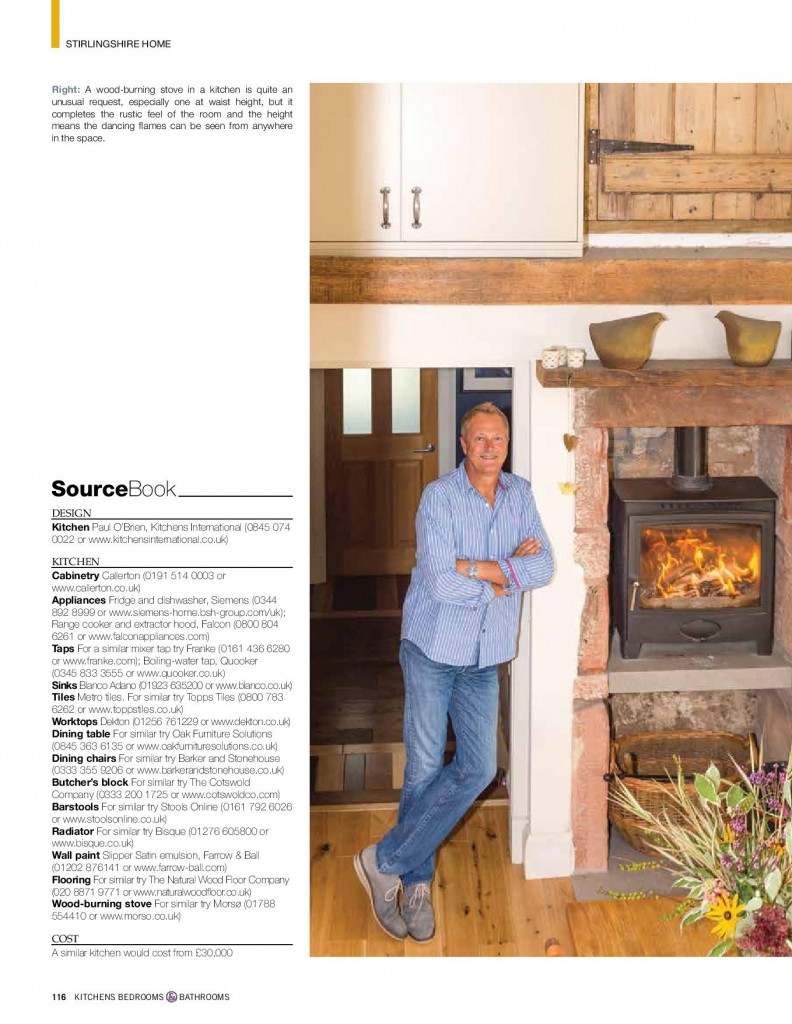 STIRLINGSHIRE HOME
Right: A wood-burning stove in a kitchen is quite an
unusual request, especially one at waist height, but it
completes the rustic feel of the room and the height
means the dancing flames can be seen from anywhere
in the space.
SourceBook
DESIGN
Kitchen Paul O'Brien, Kitchens International (0845 074
0022 or www.kitchensinternational.co.uk)
KITCHEN
Cabinetry Callerton (0191 514 0003 or
www.callerton.co.uk)
Appliances Fridge and dishwasher, Siemens (0344
892 8999 or www.siemens-home.bsh-group.com/uk);
Range cooker and extractor hood, Falcon (0800 804
6261 or www.falconappliances.com)
Taps For a similar mixer tap try Franke (0161 436 6280
or www.franke.com); Boiling-water tap, Quooker
(0345 833 3555 or www.quooker.co.uk)
Sinks Blanco Adano (01923 635200 or www.blanco.co.uk)
Tiles Metro tiles. For similar try Topps Tiles (0800 783
6262 or www.toppstiles.co.uk)
Worktops Dekton (01256 761229 or www.dekton.co.uk)
Dining table For similar try Oak Furniture Solutions
(0845 363 6135 or www.oakfurnituresolutions.co.uk)
Dining chairs For similar try Barker and Stonehouse
(0333 355 9206 or www.barkerandstonehouse.co.uk)
Butcher's block For similar try The Cotswold
Company (0333 200 1725 or www.cotswoldco.com)
Barstools For similar try Stools Online (0161 792 6026
or www.stoolsonline.co.uk)
Radiator For similar try Bisque (01276 605800 or
www.bisque.co.uk)
Wall paint Slipper Satin emulsion, Farrow & Ball
(01202 876141 or www.farrow-ball.com)
Flooring For similar try The Natural Wood Floor Company
(020 8871 9771 or www.naturalwoodfloor.co.uk)
Wood-burning stove For similar try Morsø (01788
554410 or www.morso.co.uk)
COST
A similar kitchen would cost from £30,000
116 KITCHENS BEDROOMS & BATHROOMS